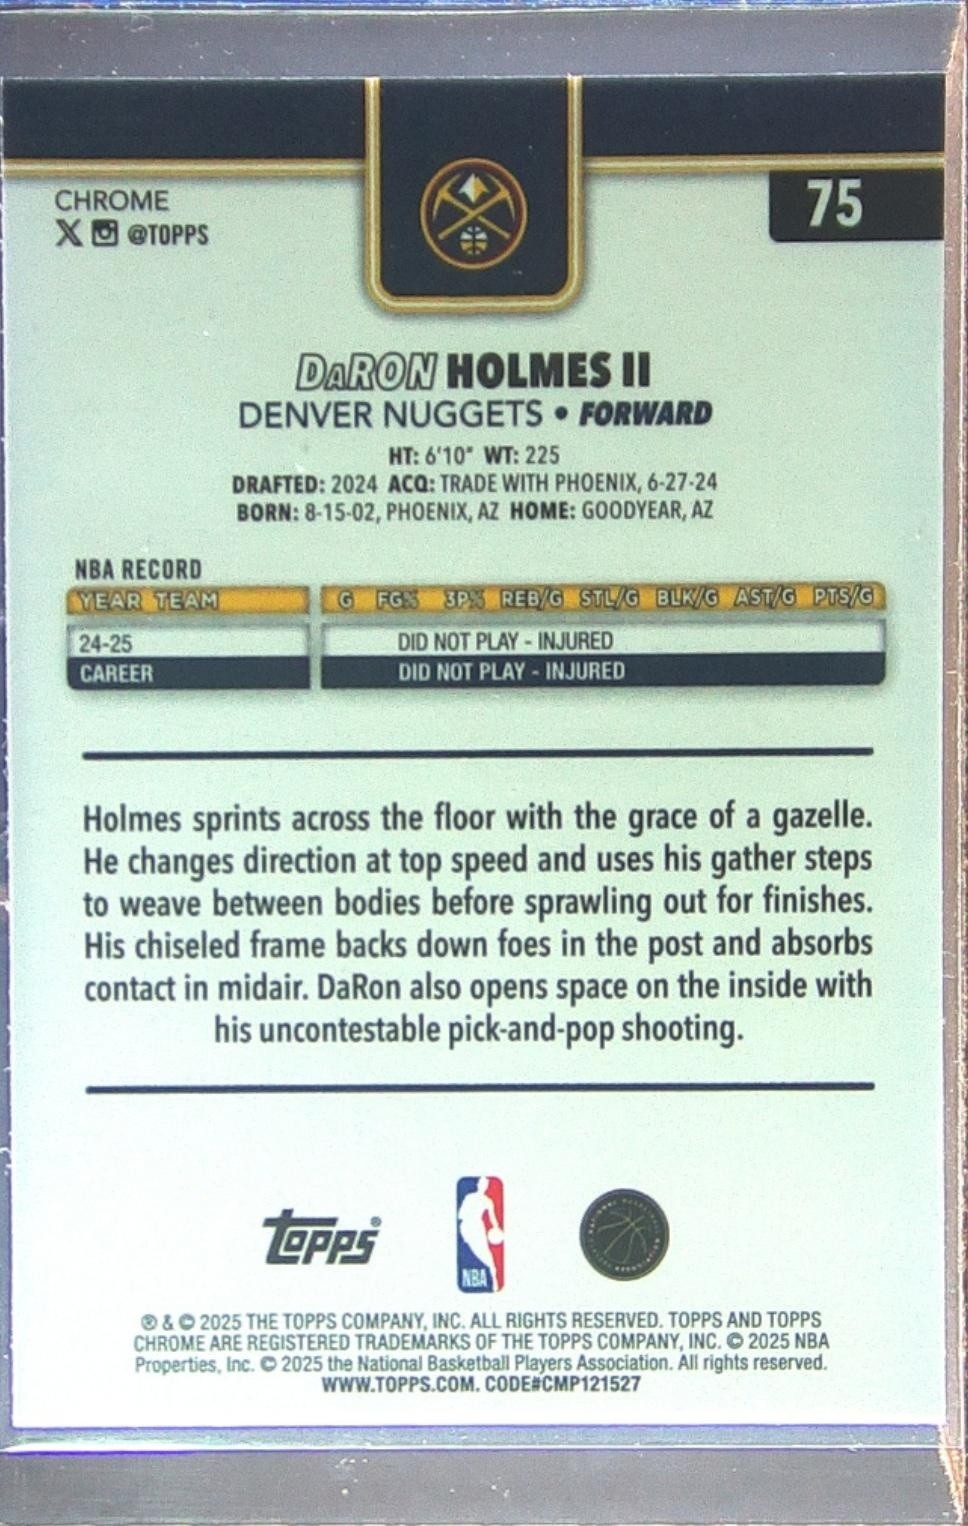 CHROME
75
X @TOPPS
DaRON HOLMES II
DENVER NUGGETS • FORWARD
HT: 6'10" WT: 225
DRAFTED: 2024 ACQ: TRADE WITH PHOENIX, 6-27-24
BORN: 8-15-02, PHOENIX, AZ HOME: GOODYEAR, AZ
NBA RECORD
YEAR TEAM G FG% 3P% REB/G STL/G BLK/G AST/G PTS/G
24-25 DID NOT PLAY - INJURED
CAREER DID NOT PLAY - INJURED
Holmes sprints across the floor with the grace of a gazelle.
He changes direction at top speed and uses his gather steps
to weave between bodies before sprawling out for finishes.
His chiseled frame backs down foes in the post and absorbs
contact in midair. DaRon also opens space on the inside with
his uncontestable pick-and-pop shooting.
Topps®
NBA
® & © 2025 THE TOPPS COMPANY, INC. ALL RIGHTS RESERVED. TOPPS AND TOPPS
CHROME ARE REGISTERED TRADEMARKS OF THE TOPPS COMPANY, INC. © 2025 NBA
Properties, Inc. © 2025 the National Basketball Players Association. All rights reserved.
WWW.TOPPS.COM. CODE#CMP121527